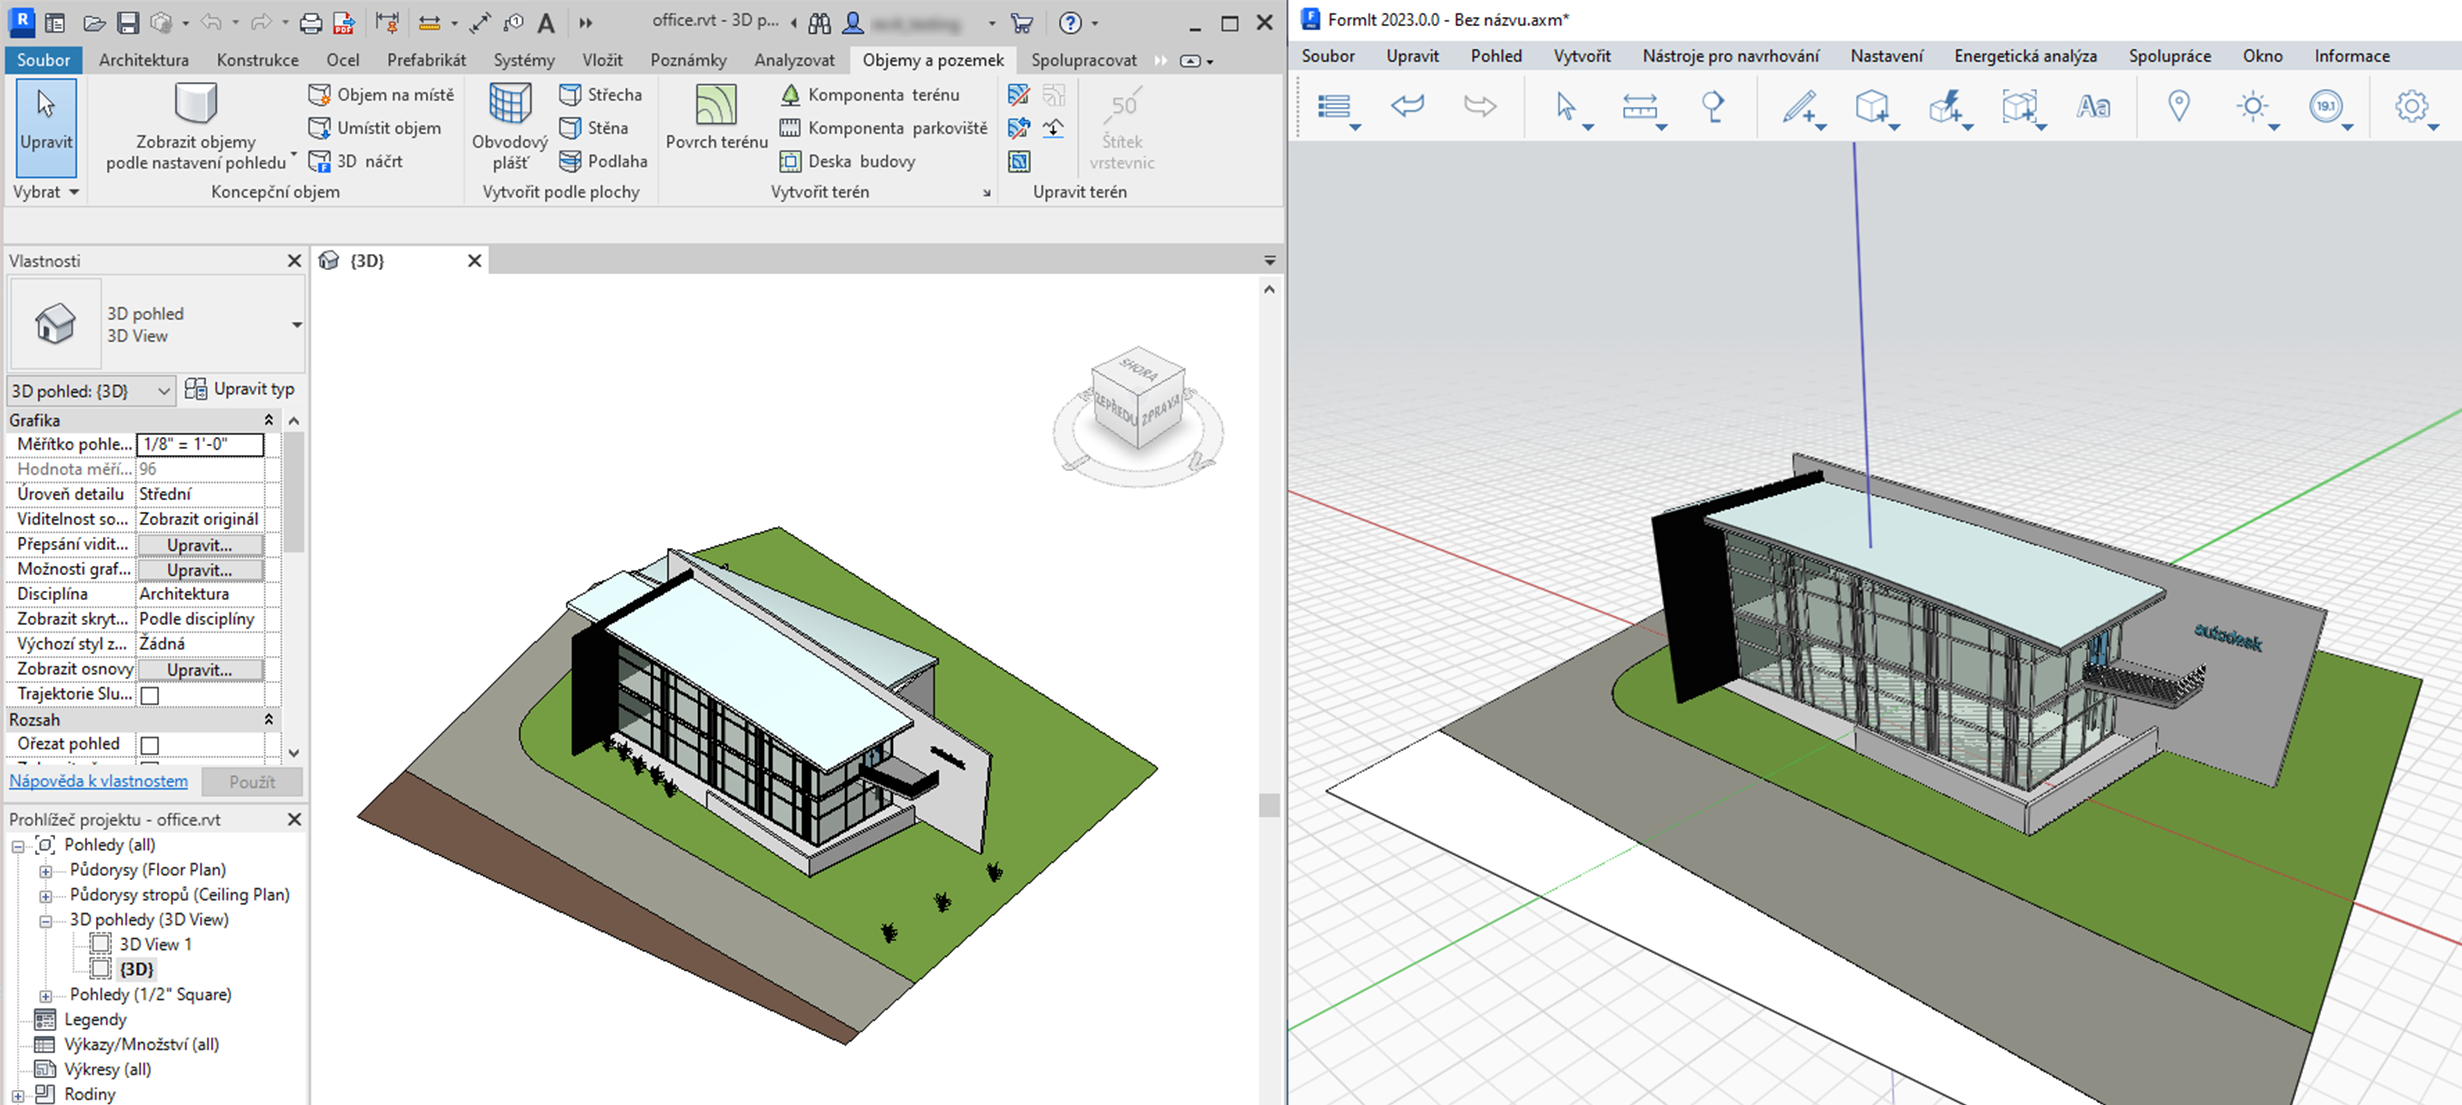 office.rvt - 3D p...
Soubor Architektura Konstrukce Ocel Prefabrikát Systémy Vložit Poznámky Analyzovat Objemy a pozemek Spolupracovat
Upravit
Vybrat
Zobrazit objemy
podle nastavení pohledu
Objem na místě
Umístit objem
3D náčrt
Koncepční objem
Obvodový
plášť
Střecha
Stěna
Podlaha
Vytvořit podle plochy
Povrch terénu
Komponenta terénu
Komponenta parkoviště
Deska budovy
Vytvořit terén
Upravit terén
50
Štítek
vrstevnic
Vlastnosti
3D pohled
3D View
3D pohled: {3D}
Upravit typ
Grafika
Měřítko pohle... 1/8" = 1'-0"
Hodnota měří... 96
Úroveň detailu Střední
Viditelnost so... Zobrazit originál
Přepsání vidit... Upravit...
Možnosti graf... Upravit...
Disciplína Architektura
Zobrazit skryt... Podle disciplíny
Výchozí styl z... Žádná
Zobrazit osnovy Upravit...
Trajektorie Slu...
Rozsah
Ořezat pohled
Nápověda k vlastnostem
Použít
Prohlížeč projektu - office.rvt
Pohledy (all)
Půdorysy (Floor Plan)
Půdorysy stropů (Ceiling Plan)
3D pohledy (3D View)
3D View 1
{3D}
Pohledy (1/2" Square)
Legendy
Výkazy/Množství (all)
Výkresy (all)
Rodiny
{3D}
SHORA
ZEPŘEDU
ZPRAVA
FormIt 2023.0.0 - Bez názvu.axm*
Soubor Upravit Pohled Vytvořit Nástroje pro navrhování Nastavení Energetická analýza Spolupráce Okno Informace
Aa
19.1
autodesk